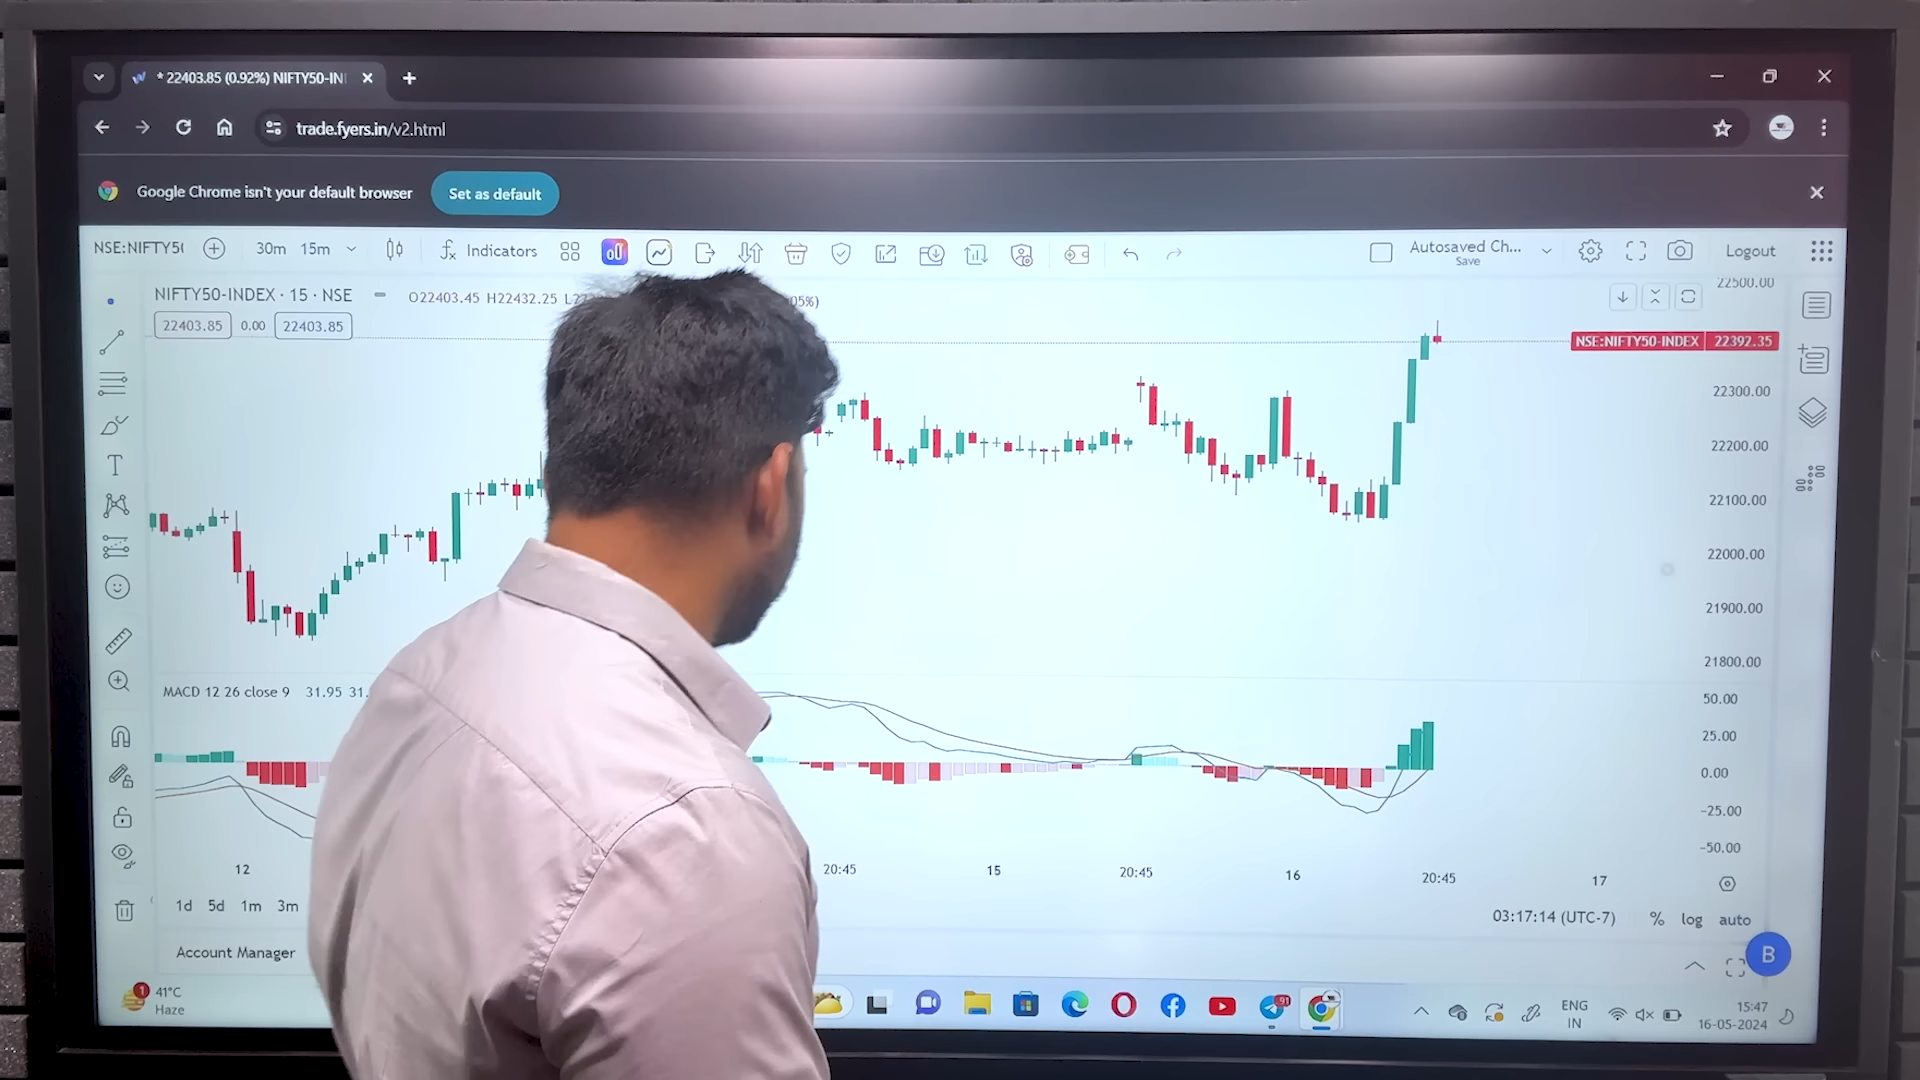 * 22403.85 (0.92%) NIFTY50-IN
trade.fyers.in/v2.html
Google Chrome isn't your default browser
Set as default
NSE:NIFTY50
30m 15m
Indicators
Autosaved Ch...
Save
Logout
NIFTY50-INDEX · 15 · NSE
O22403.45 H22432.25
05%)
22403.85 0.00 22403.85
22500.00
NSE:NIFTY50-INDEX 22392.35
22300.00
22200.00
22100.00
22000.00
21900.00
21800.00
MACD 12 26 close 9 31.95 31.
50.00
25.00
0.00
-25.00
-50.00
12
20:45
15
20:45
16
20:45
17
1d 5d 1m 3m
03:17:14 (UTC-7) % log auto
Account Manager
B
1
41°C
Haze
91
ENG
IN
15:47
16-05-2024